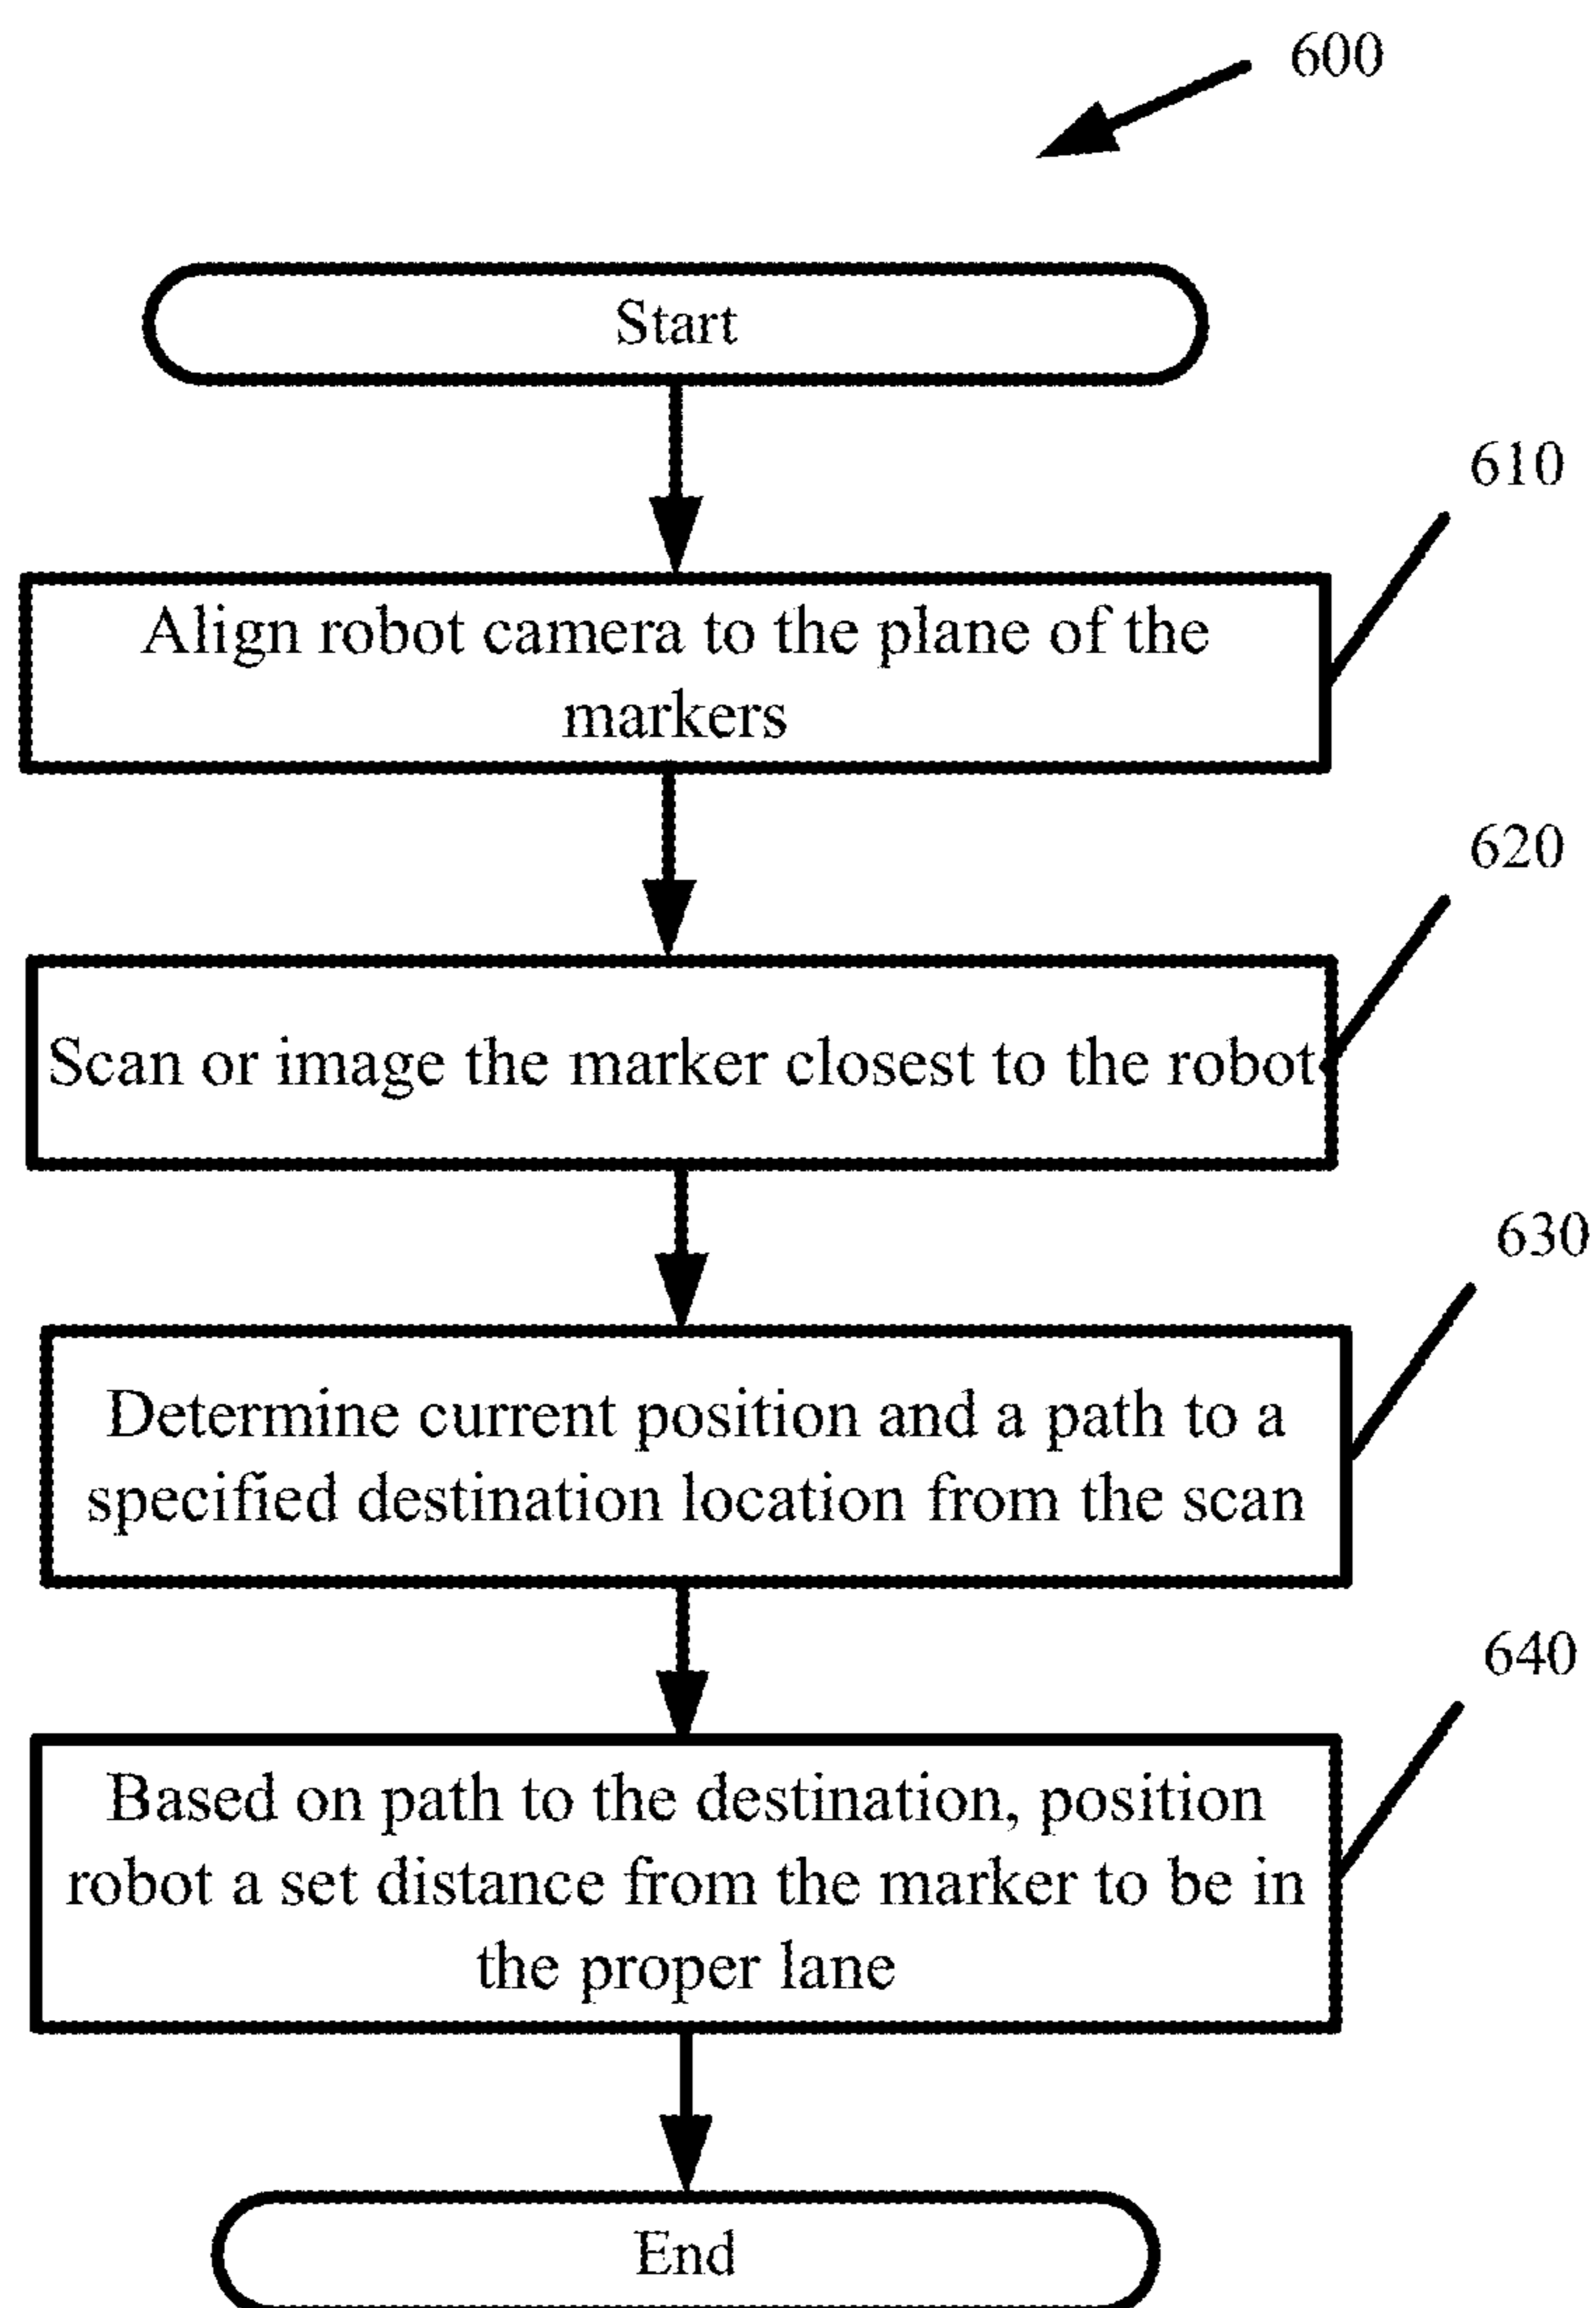 600
Start
610
Align robot camera to the plane of the
markers
620
Scan or image the marker closest to the robot
630
Determine current position and a path to a
specified destination location from the scan
640
Based on path to the destination, position
robot a set distance from the marker to be in
the proper lane
End